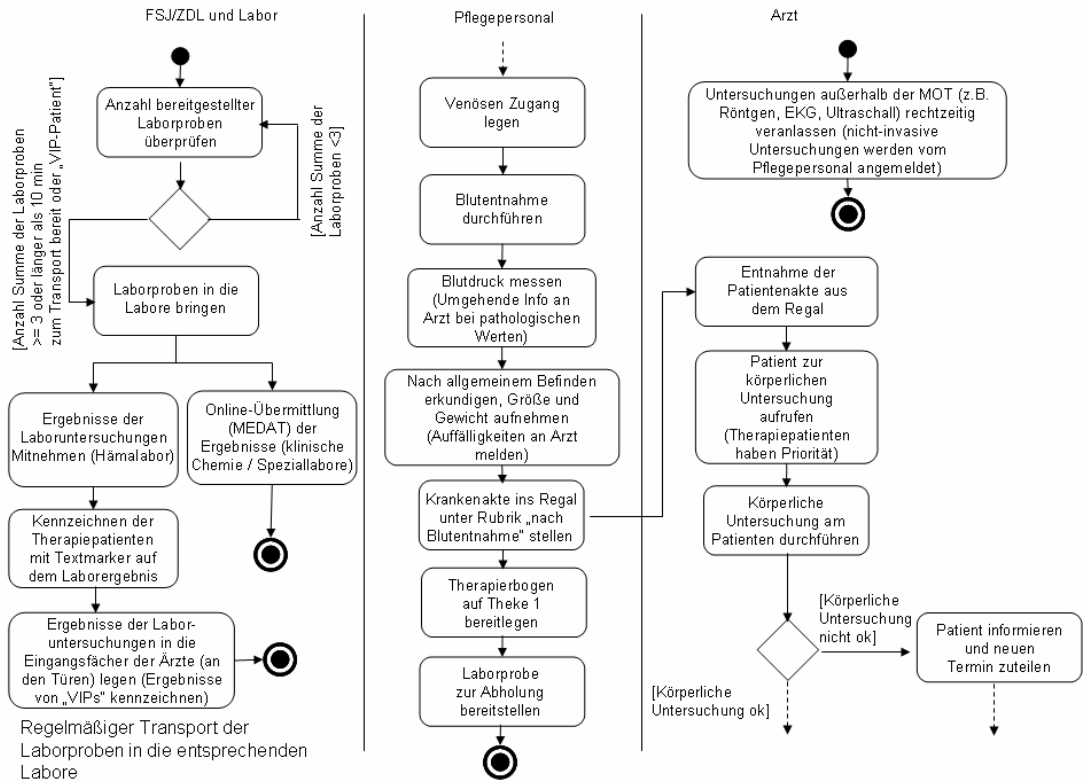 FSJ/ZDL und Labor
Anzahl bereitgestellter
Laborproben
überprüfen
[Anzahl Summe der
Laborproben <3]
[Anzahl Summe der Laborproben
>= 3 oder länger als 10 min
zum Transport bereit oder „VIP-Patient"]
Laborproben in die
Labore bringen
Ergebnisse der
Laboruntersuchungen
Mitnehmen (Hämalabor)
Online-Übermittlung
(MEDAT) der
Ergebnisse (klinische
Chemie / Speziallabore)
Kennzeichnen der
Therapiepatienten
mit Textmarker auf
dem Laborergebnis
Ergebnisse der Labor-
untersuchungen in die
Eingangsfächer der Ärzte (an
den Türen) legen (Ergebnisse
von „VIPs" kennzeichnen)
Regelmäßiger Transport der
Laborproben in die entsprechenden
Labore
Pflegepersonal
Venösen Zugang
legen
Blutentnahme
durchführen
Blutdruck messen
(Umgehende Info an
Arzt bei pathologischen
Werten)
Nach allgemeinem Befinden
erkundigen, Größe und
Gewicht aufnehmen
(Auffälligkeiten an Arzt
melden)
Krankenakte ins Regal
unter Rubrik „nach
Blutentnahme" stellen
Therapierbogen
auf Theke 1
bereitlegen
Laborprobe
zur Abholung
bereitstellen
Arzt
Untersuchungen außerhalb der MOT (z.B.
Röntgen, EKG, Ultraschall) rechtzeitig
veranlassen (nicht-invasive
Untersuchungen werden vom
Pflegepersonal angemeldet)
Entnahme der
Patientenakte aus
dem Regal
Patient zur
körperlichen
Untersuchung
aufrufen
(Therapiepatienten
haben Priorität)
Körperliche
Untersuchung am
Patienten durchführen
[Körperliche
Untersuchung
nicht ok]
Patient informieren
und neuen
Termin zuteilen
[Körperliche
Untersuchung ok]